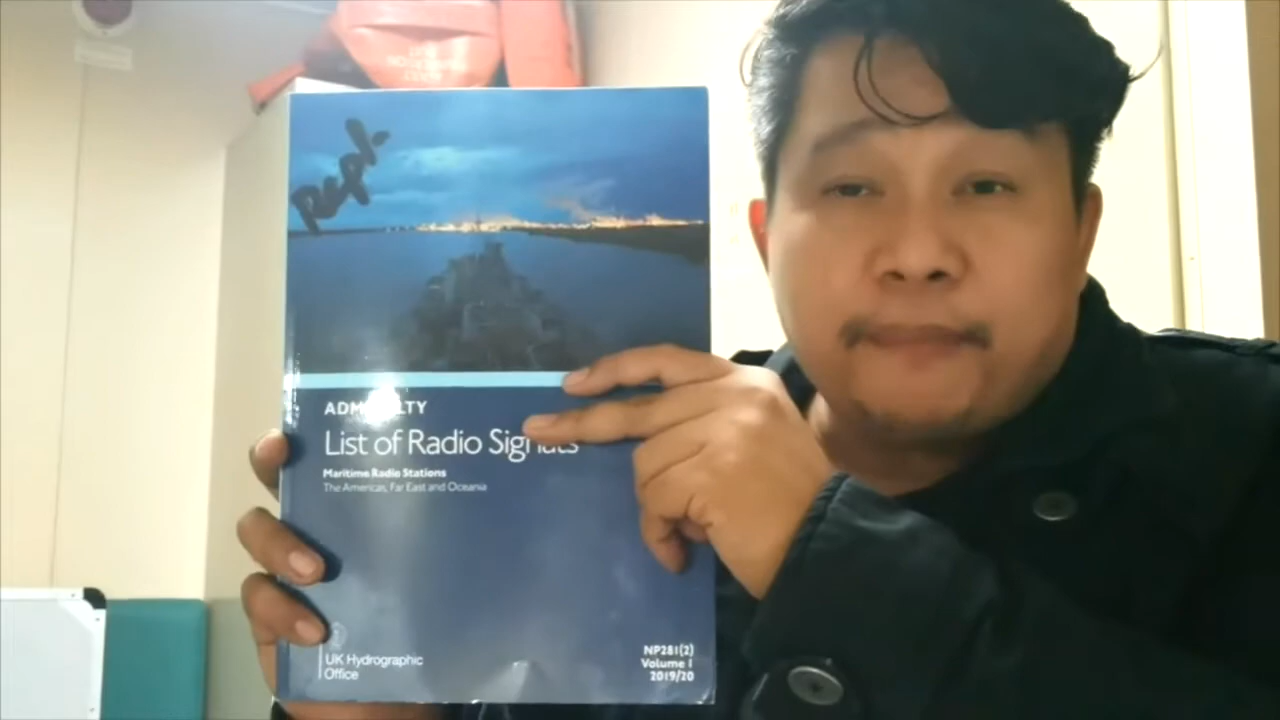 ADMIRALTY
List of Radio Signals
Maritime Radio Stations
The Americas, Far East and Oceania
UK Hydrographic
Office
NP281(2)
Volume 1
2019/20